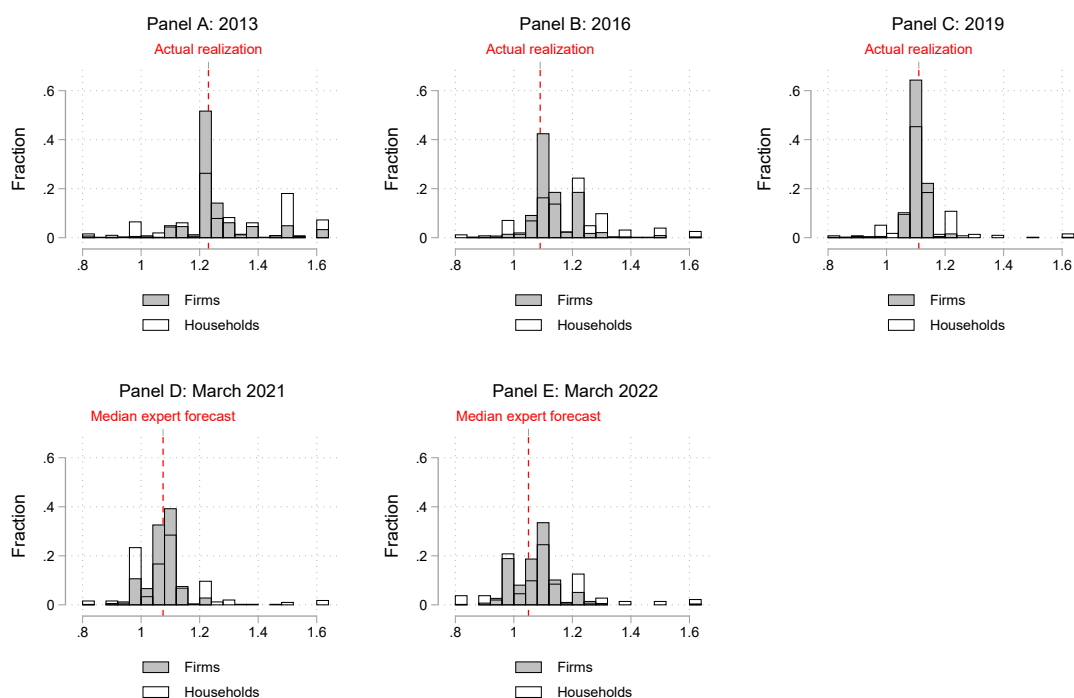 Panel A: 2013
Actual realization
.6
.4
.2
0
Fraction
.8 1 1.2 1.4 1.6
Firms
Households
Panel B: 2016
Actual realization
.6
.4
.2
0
Fraction
.8 1 1.2 1.4 1.6
Firms
Households
Panel C: 2019
Actual realization
.6
.4
.2
0
Fraction
.8 1 1.2 1.4 1.6
Firms
Households
Panel D: March 2021
Median expert forecast
.6
.4
.2
0
Fraction
.8 1 1.2 1.4 1.6
Firms
Households
Panel E: March 2022
Median expert forecast
.6
.4
.2
0
Fraction
.8 1 1.2 1.4 1.6
Firms
Households